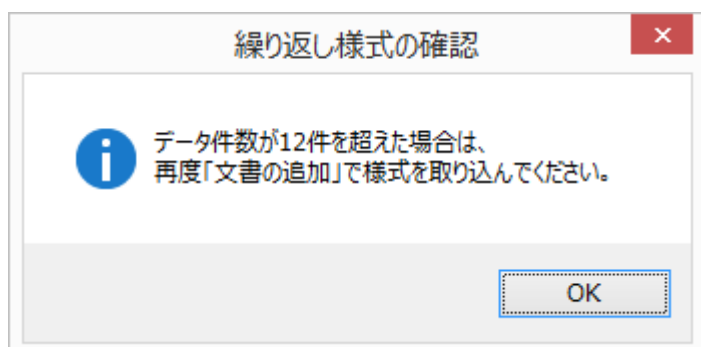 繰り返し様式の確認
データ件数が12件を超えた場合は、
再度「文書の追加」で様式を取り込んでください。
OK